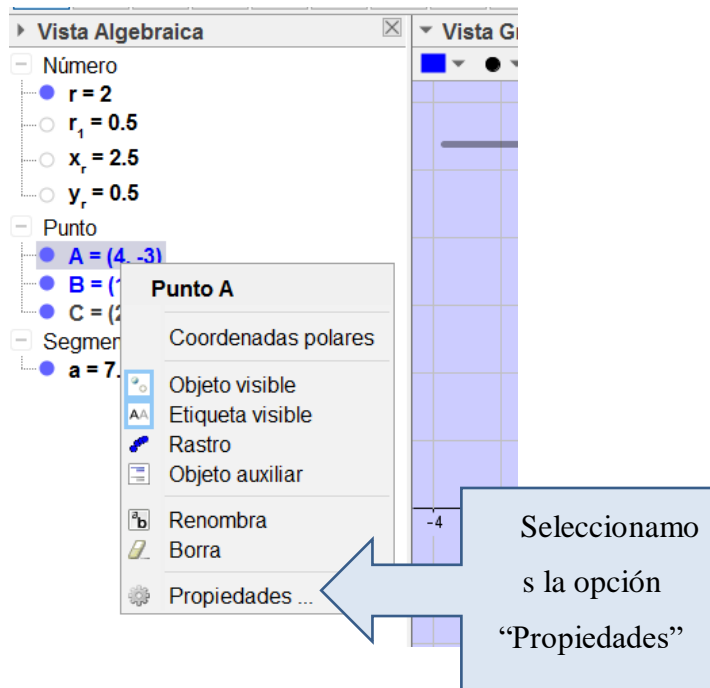 Vista Algebraica
Vista Gr
Número
r = 2
r₁ = 0.5
xᵣ = 2.5
yᵣ = 0.5
Punto
A = (4, -3)
B = (
C = (2
Segmen
a = 7.
Punto A
Coordenadas polares
Objeto visible
AA Etiqueta visible
Rastro
Objeto auxiliar
ab Renombra
Borra
Propiedades ...
-4
Seleccionamo
s la opción
“Propiedades”